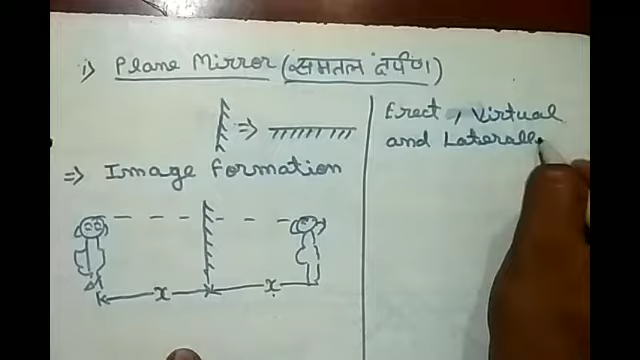 i) Plane Mirror (समतल दर्पण)
⇒
⇒ Image formation
x x
Erect, Virtual
and Laterall